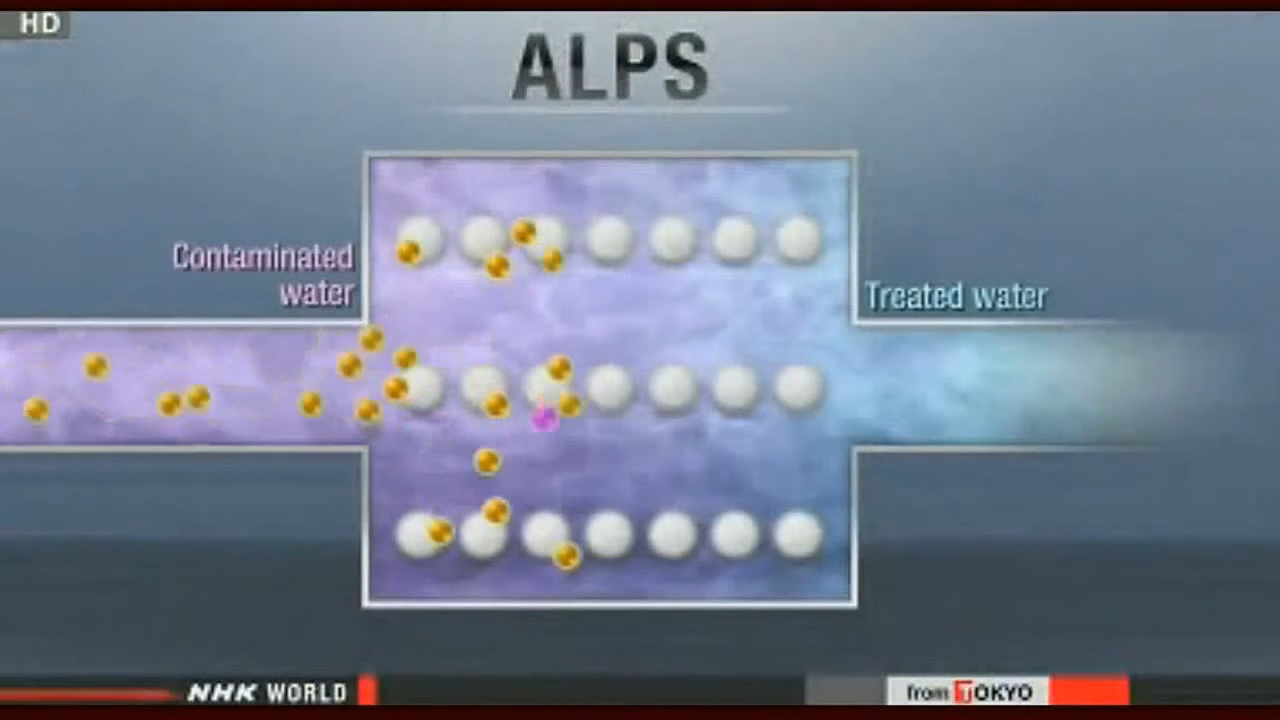 HD
ALPS
Contaminated
water
Treated water
NHK WORLD
from TOKYO